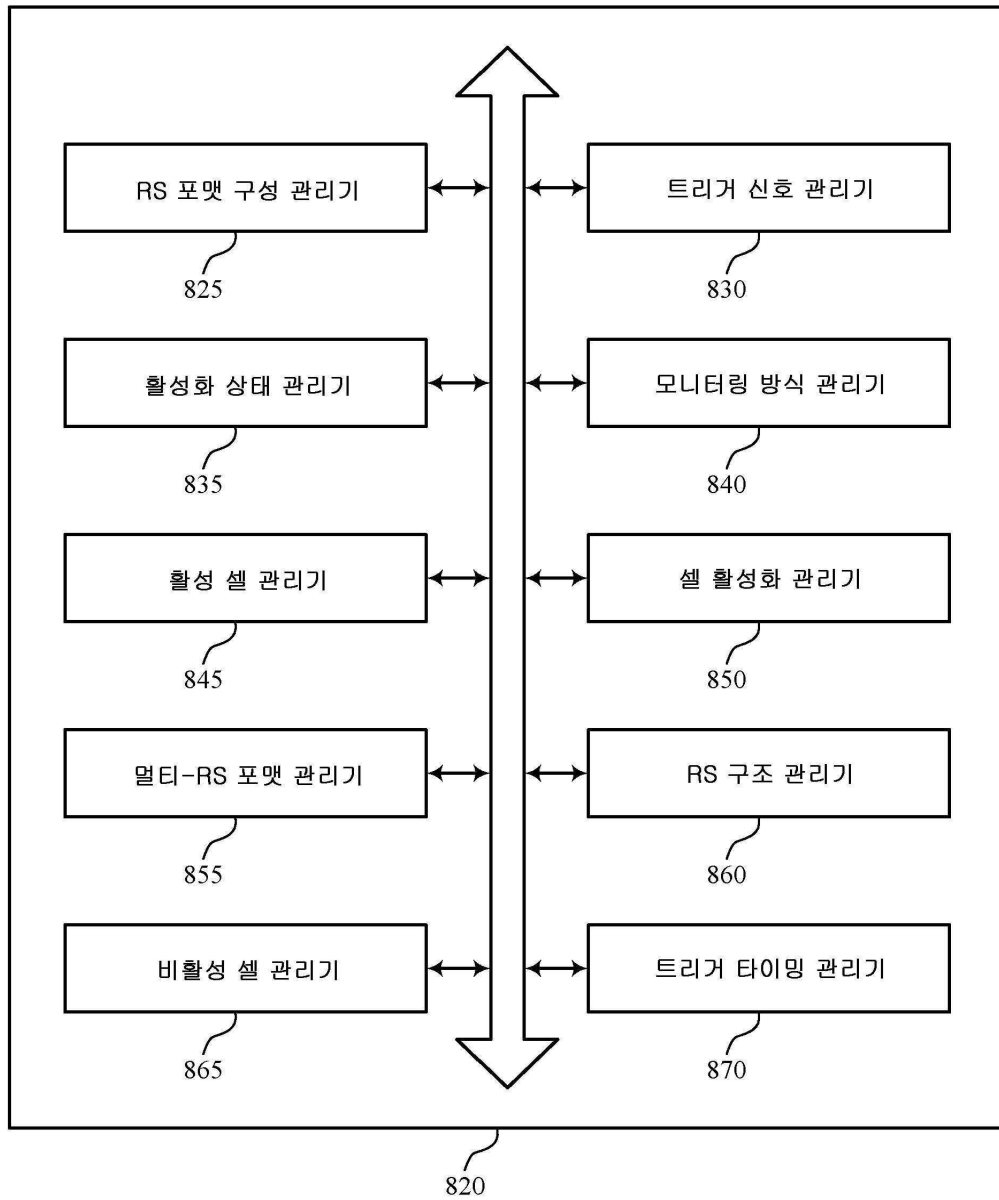 RS 포맷 구성 관리기
트리거 신호 관리기
825
830
활성화 상태 관리기
모니터링 방식 관리기
835
840
활성 셀 관리기
셀 활성화 관리기
845
850
멀티-RS 포맷 관리기
RS 구조 관리기
855
860
비활성 셀 관리기
트리거 타이밍 관리기
865
870
820